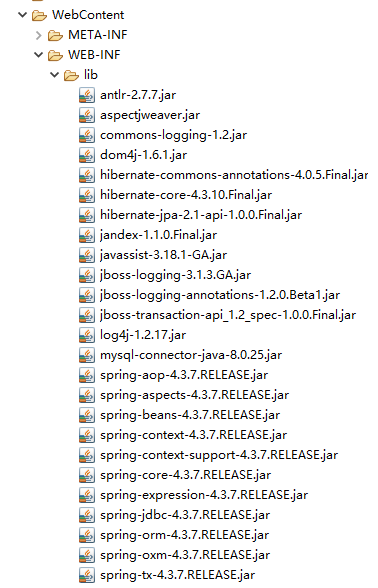 WebContent
META-INF
WEB-INF
lib
antlr-2.7.7.jar
aspectjweaver.jar
commons-logging-1.2.jar
dom4j-1.6.1.jar
hibernate-commons-annotations-4.0.5.Final.jar
hibernate-core-4.3.10.Final.jar
hibernate-jpa-2.1-api-1.0.0.Final.jar
jandex-1.1.0.Final.jar
javassist-3.18.1-GA.jar
jboss-logging-3.1.3.GA.jar
jboss-logging-annotations-1.2.0.Beta1.jar
jboss-transaction-api_1.2_spec-1.0.0.Final.jar
log4j-1.2.17.jar
mysql-connector-java-8.0.25.jar
spring-aop-4.3.7.RELEASE.jar
spring-aspects-4.3.7.RELEASE.jar
spring-beans-4.3.7.RELEASE.jar
spring-context-4.3.7.RELEASE.jar
spring-context-support-4.3.7.RELEASE.jar
spring-core-4.3.7.RELEASE.jar
spring-expression-4.3.7.RELEASE.jar
spring-jdbc-4.3.7.RELEASE.jar
spring-orm-4.3.7.RELEASE.jar
spring-oxm-4.3.7.RELEASE.jar
spring-tx-4.3.7.RELEASE.jar